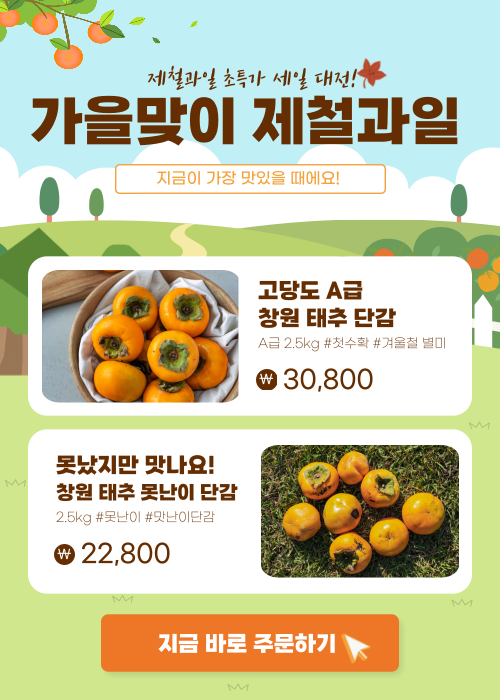 제철과일 초특가 세일 대전!
가을맞이 제철과일
지금이 가장 맛있을 때에요!
고당도 A급
창원 태추 단감
A급 2.5kg #첫수확 #겨울철 별미
₩ 30,800
못났지만 맛나요!
창원 태추 못난이 단감
2.5kg #못난이 #맛난이단감
₩ 22,800
지금 바로 주문하기